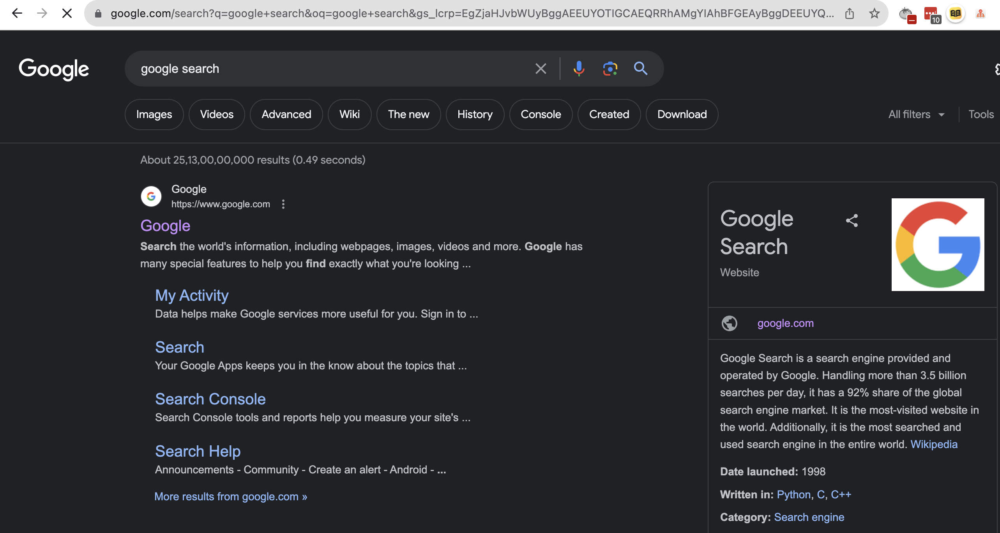 google.com/search?q=google+search&oq=google+search&gs_lcrp=EgZjaHJvbWUyBggAEEUYOTIGCAEQRRhAMgYIAhBFGEAyBggDEEUYQ...
10
Google
google search
Images Videos Advanced Wiki The new History Console Created Download
All filters Tools
About 25,13,00,00,000 results (0.49 seconds)
Google
https://www.google.com
Google
Search the world's information, including webpages, images, videos and more. Google has
many special features to help you find exactly what you're looking ...
My Activity
Data helps make Google services more useful for you. Sign in to ...
Search
Your Google Apps keeps you in the know about the topics that ...
Search Console
Search Console tools and reports help you measure your site's ...
Search Help
Announcements - Community - Create an alert - Android - ...
More results from google.com »
Google
Search
Website
google.com
Google Search is a search engine provided and
operated by Google. Handling more than 3.5 billion
searches per day, it has a 92% share of the global
search engine market. It is the most-visited website in
the world. Additionally, it is the most searched and
used search engine in the entire world. Wikipedia
Date launched: 1998
Written in: Python, C, C++
Category: Search engine